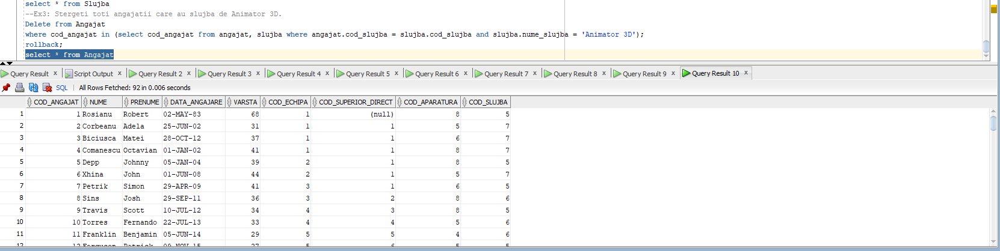 select * from Slujba
--Ex3: Stergeti toti angajatii care au slujba de Animator 3D.
Delete from Angajat
where cod_angajat in (select cod_angajat from angajat, slujba where angajat.cod_slujba = slujba.cod_slujba and slujba.nume_slujba = 'Animator 3D');
rollback;
select * from Angajat
Query Result x Script Output x Query Result 2 x Query Result 3 x Query Result 4 x Query Result 5 x Query Result 6 x Query Result 7 x Query Result 8 x Query Result 9 x Query Result 10 x
SQL | All Rows Fetched: 92 in 0.006 seconds
COD_ANGAJAT NUME PRENUME DATA_ANGAJARE VARSTA COD_ECHIPA COD_SUPERIOR_DIRECT COD_APARATURA COD_SLUJBA
1 1 Rosianu Robert 02-MAY-83 68 1 (null) 8 5
2 2 Corbeanu Adela 25-JUN-02 31 1 1 5 7
3 3 Biciusca Matei 28-OCT-12 37 1 1 6 7
4 4 Comanescu Octavian 01-JAN-02 41 1 1 8 7
5 5 Depp Johnny 05-JAN-04 39 2 1 8 5
6 6 Xhina John 01-JUN-08 44 2 1 5 7
7 7 Petrik Simon 29-APR-09 41 3 1 6 5
8 8 Sins Josh 29-SEP-11 36 3 2 8 6
9 9 Travis Scott 10-JUL-12 34 4 3 8 5
10 10 Torres Fernando 22-JUL-13 33 4 4 5 6
11 11 Franklin Benjamin 05-JUN-14 29 5 5 4 6
12 12 Ferguson Patrick 09-NOV-15 27 5 6 5 5